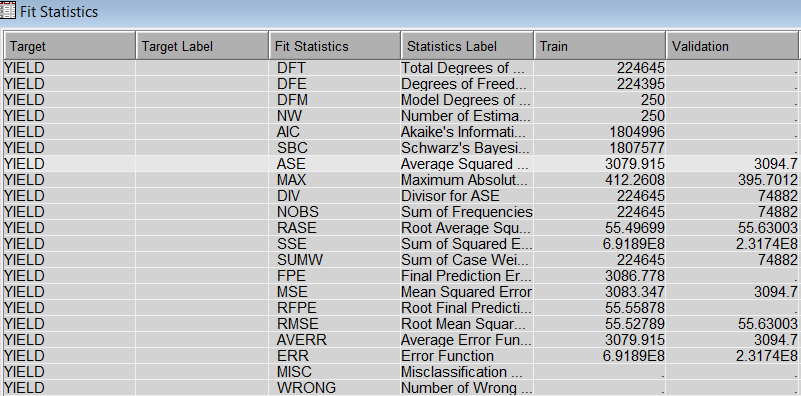 Fit Statistics
Target Target Label Fit Statistics Statistics Label Train Validation
YIELD DFT Total Degrees of ... 224645 .
YIELD DFE Degrees of Freed... 224395 .
YIELD DFM Model Degrees of ... 250 .
YIELD NW Number of Estima... 250 .
YIELD AIC Akaike's Informati... 1804996 .
YIELD SBC Schwarz's Bayesi... 1807577 .
YIELD ASE Average Squared ... 3079.915 3094.7
YIELD MAX Maximum Absolut... 412.2608 395.7012
YIELD DIV Divisor for ASE 224645 74882
YIELD NOBS Sum of Frequencies 224645 74882
YIELD RASE Root Average Squ... 55.49699 55.63003
YIELD SSE Sum of Squared E... 6.9189E8 2.3174E8
YIELD SUMW Sum of Case Wei... 224645 74882
YIELD FPE Final Prediction Er... 3086.778 .
YIELD MSE Mean Squared Error 3083.347 3094.7
YIELD RFPE Root Final Predicti... 55.55878 .
YIELD RMSE Root Mean Squar... 55.52789 55.63003
YIELD AVERR Average Error Fun... 3079.915 3094.7
YIELD ERR Error Function 6.9189E8 2.3174E8
YIELD MISC Misclassification ... . .
YIELD WRONG Number of Wrong ... . .